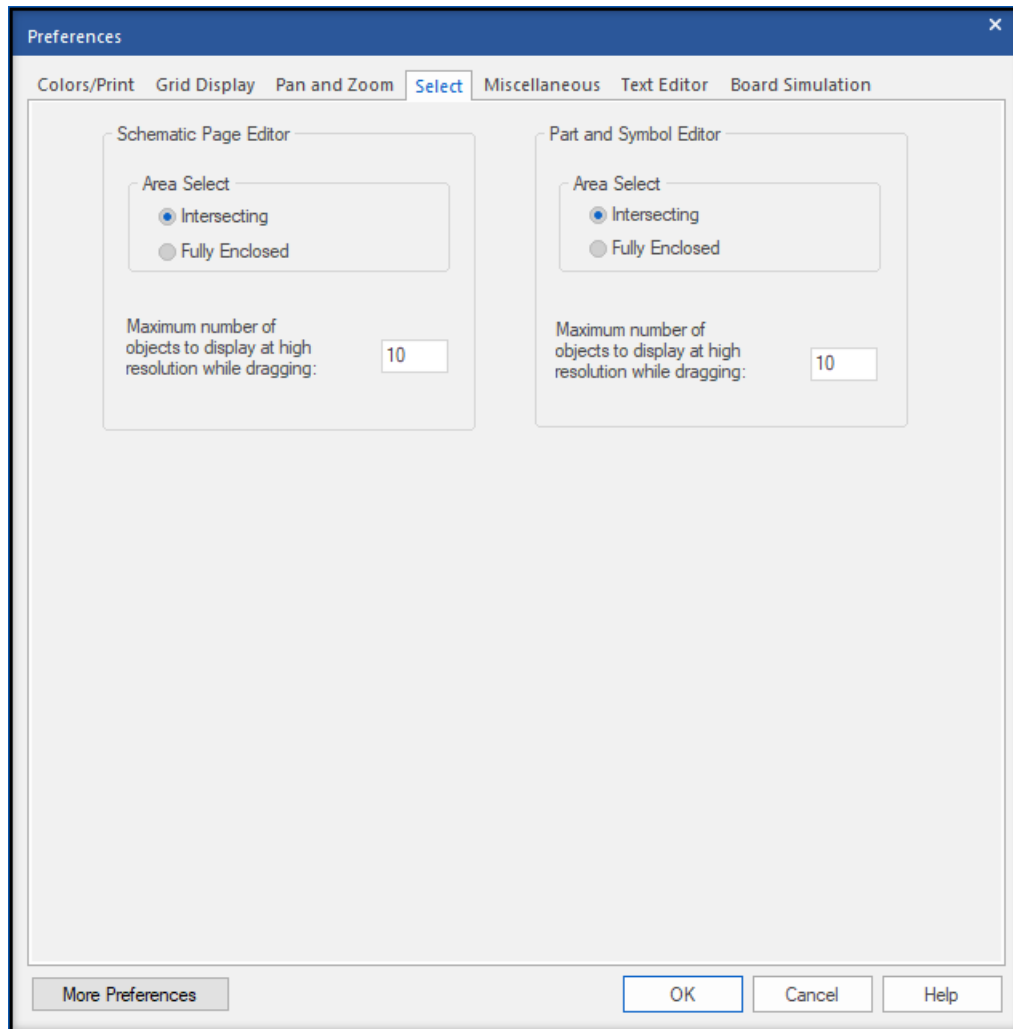 Preferences
Colors/Print Grid Display Pan and Zoom Select Miscellaneous Text Editor Board Simulation
Schematic Page Editor
Area Select
Intersecting
Fully Enclosed
Maximum number of
objects to display at high
resolution while dragging:
10
Part and Symbol Editor
Area Select
Intersecting
Fully Enclosed
Maximum number of
objects to display at high
resolution while dragging:
10
More Preferences OK Cancel Help